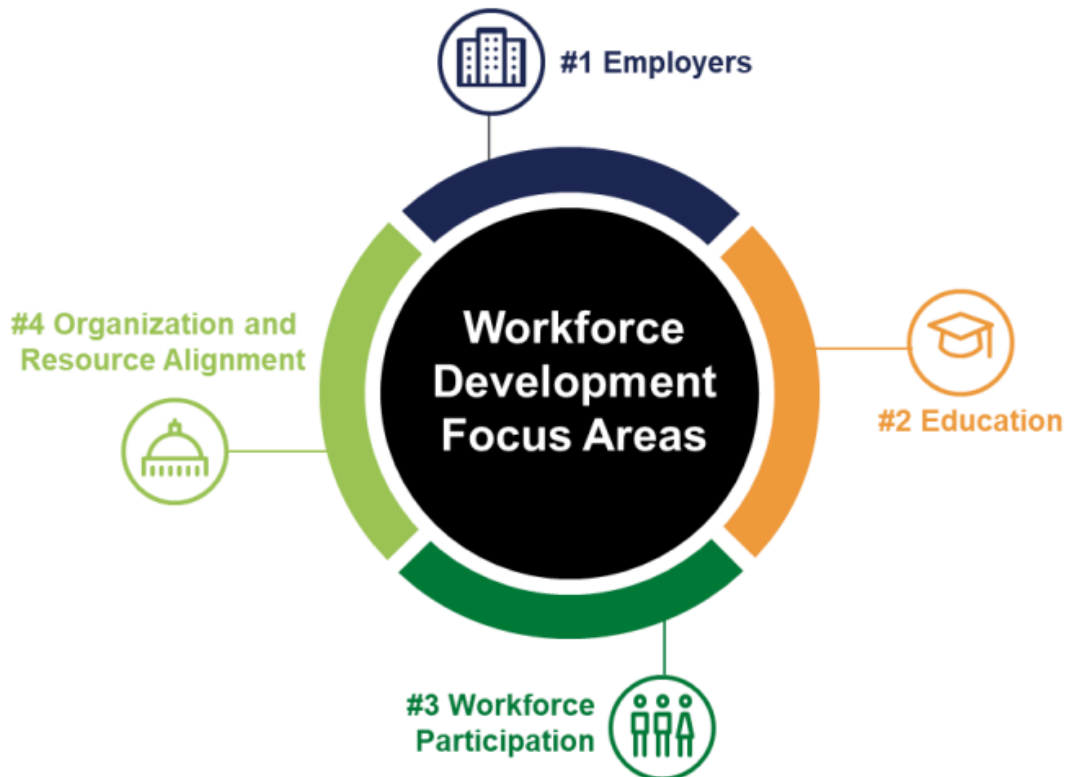 #1 Employers
Workforce
Development
Focus Areas
#2 Education
#3 Workforce
Participation
#4 Organization and
Resource Alignment